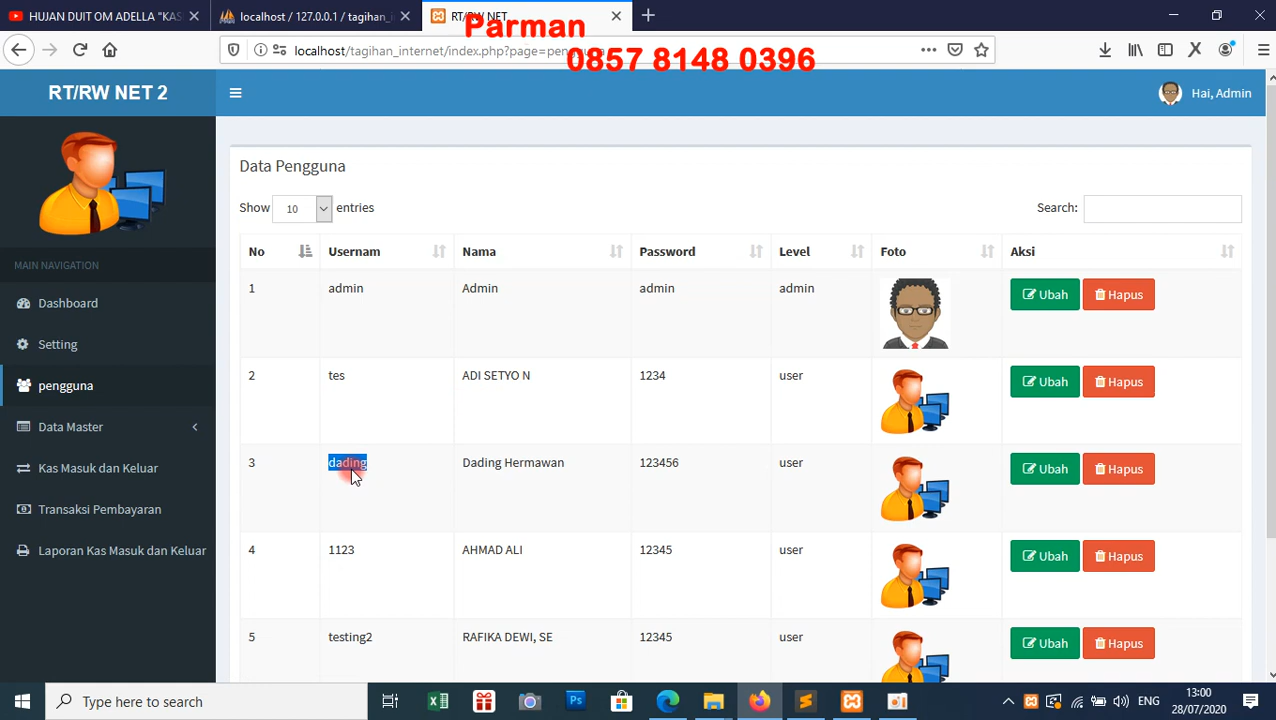 HUJAN DUIT OM ADELLA "KAS
localhost / 127.0.0.1 / tagihan_i
RT/RW NET
Parman
0857 8148 0396
localhost/tagihan_internet/index.php?page=pengguna
RT/RW NET 2
Hai, Admin
Data Pengguna
Show 10 entries
Search:
No Usernam Nama Password Level Foto Aksi
1 admin Admin admin admin Ubah Hapus
2 tes ADI SETYO N 1234 user Ubah Hapus
3 dading Dading Hermawan 123456 user Ubah Hapus
4 1123 AHMAD ALI 12345 user Ubah Hapus
5 testing2 RAFIKA DEWI, SE 12345 user Ubah Hapus
MAIN NAVIGATION
Dashboard
Setting
pengguna
Data Master
Kas Masuk dan Keluar
Transaksi Pembayaran
Laporan Kas Masuk dan Keluar
Type here to search
Ps
ENG
13:00
28/07/2020